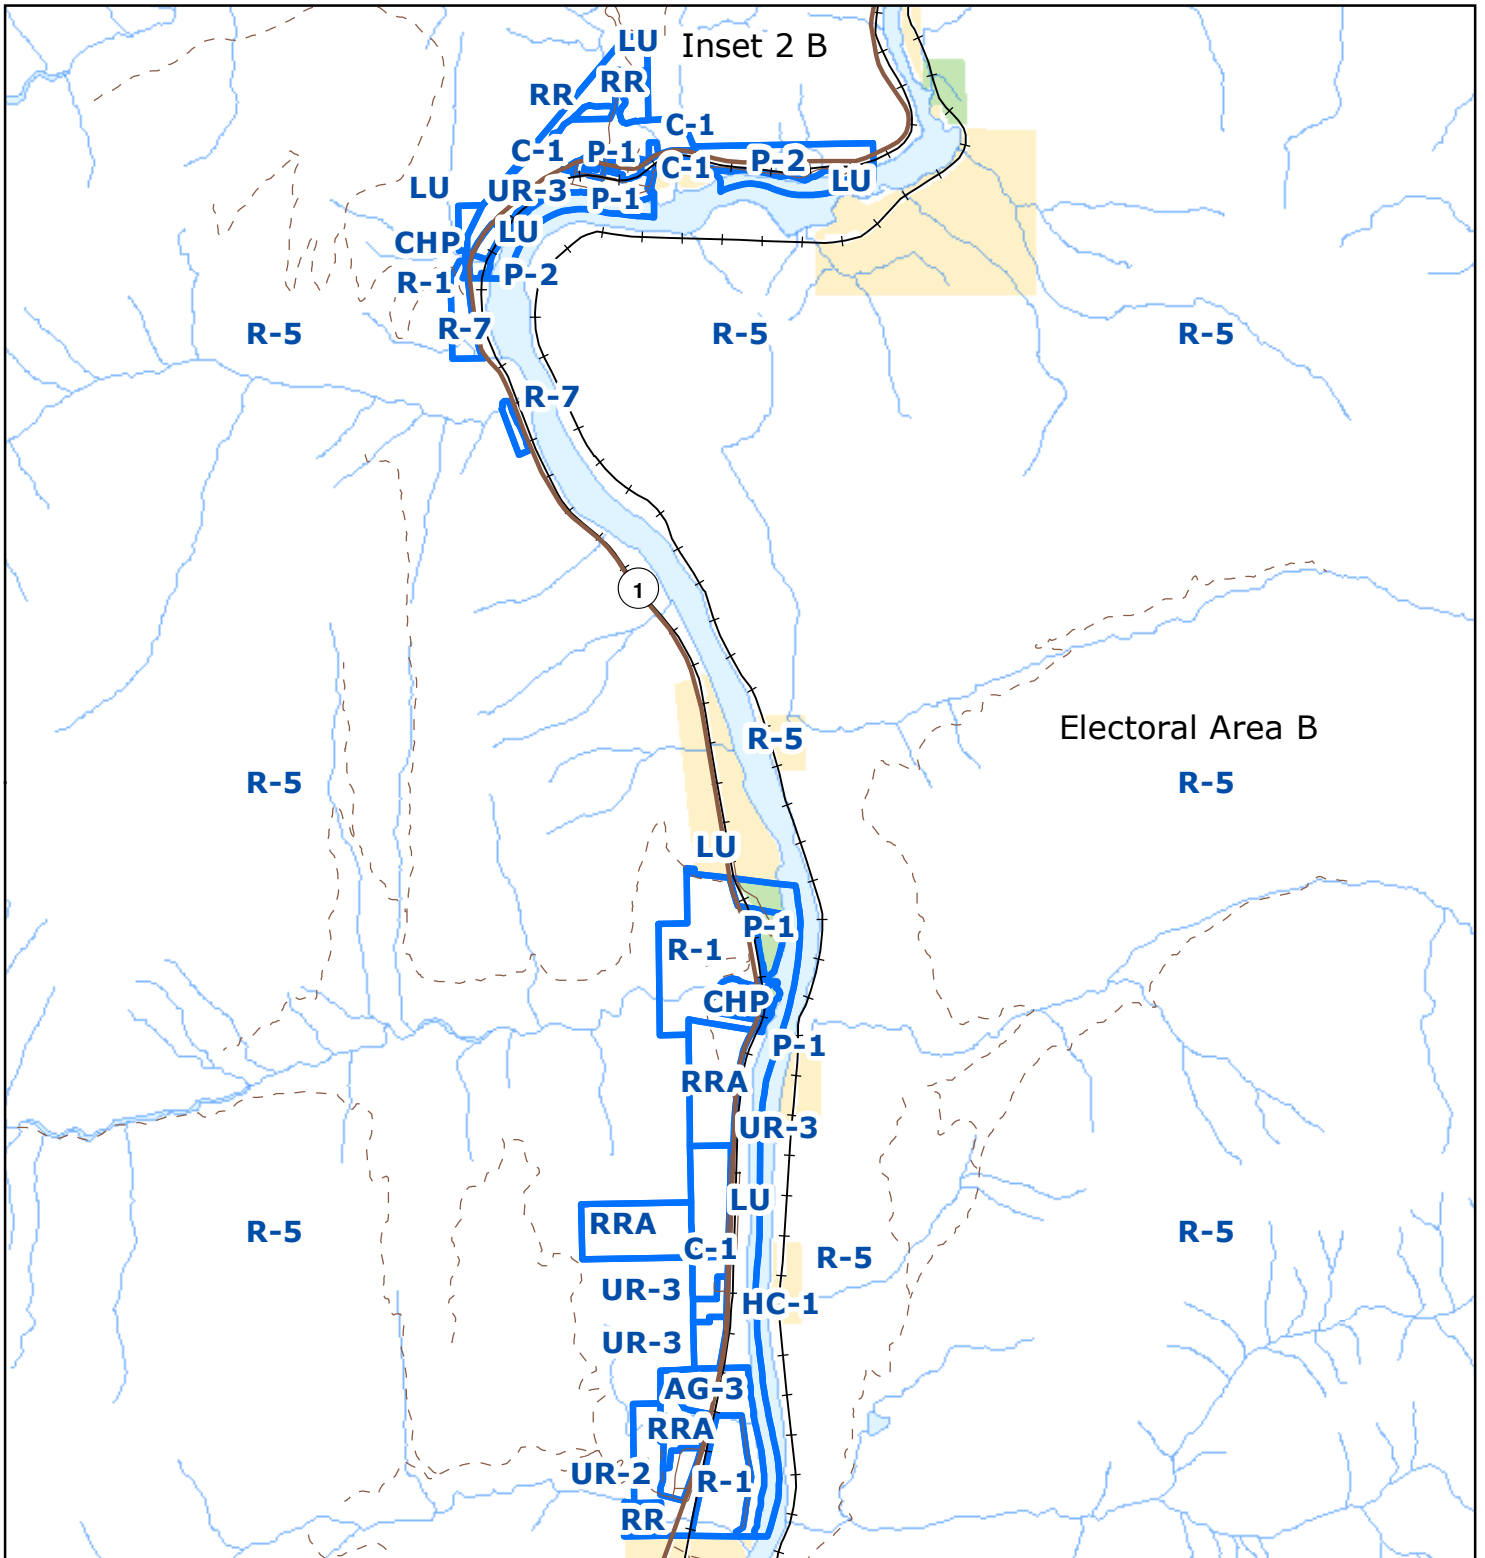 LU
Inset 2 B
RR
RR
C-1
C-1
P-1
P-2
C-1
LU
LU
UR-3
P-1
LU
CHP
P-2
R-1
R-7
R-5
R-5
R-5
R-7
1
Electoral Area B
R-5
R-5
R-5
LU
P-1
R-1
CHP
P-1
RRA
UR-3
LU
RRA
R-5
R-5
C-1
R-5
UR-3
HC-1
UR-3
AG-3
RRA
UR-2
R-1
RR